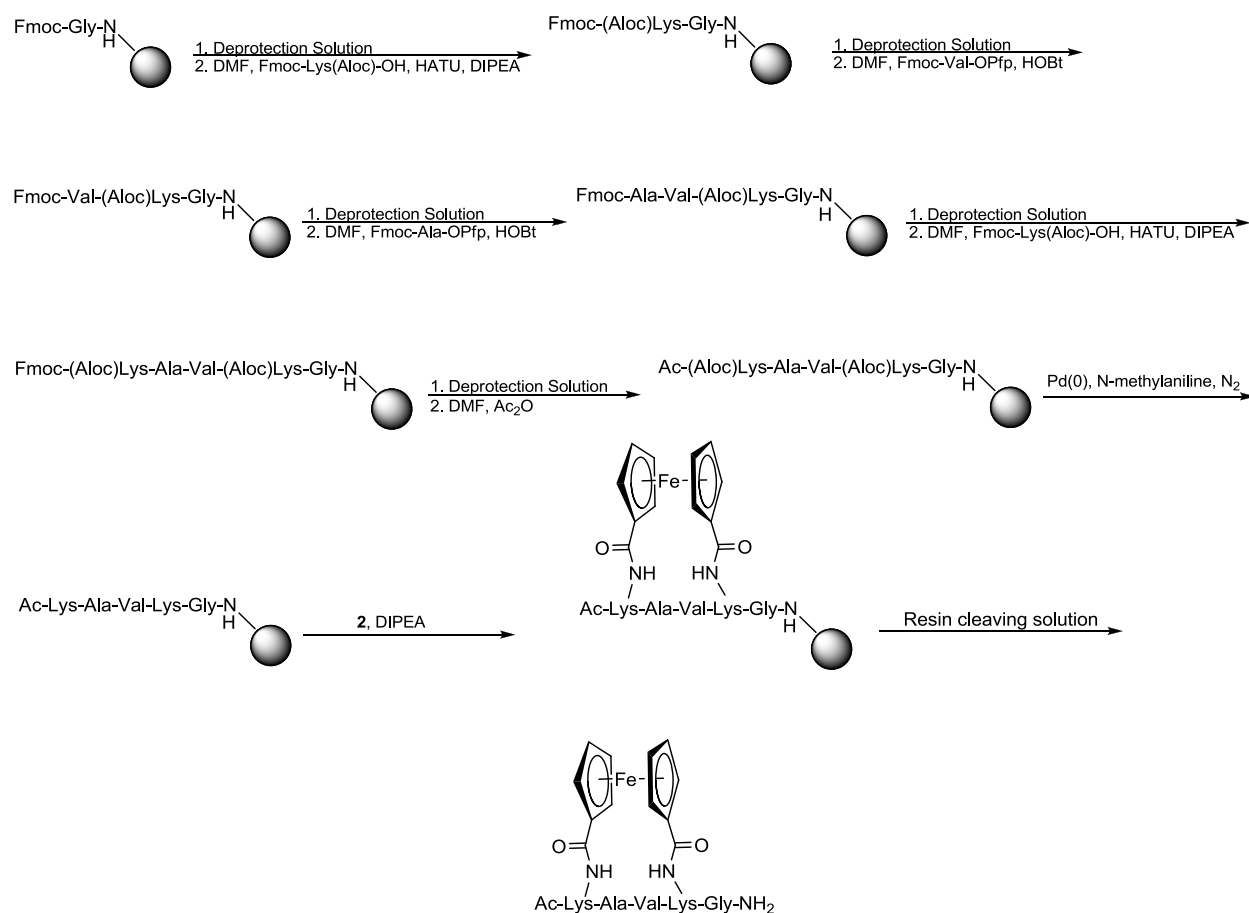 Fmoc-Gly-N
H
1. Deprotection Solution
2. DMF, Fmoc-Lys(Aloc)-OH, HATU, DIPEA
Fmoc-(Aloc)Lys-Gly-N
H
1. Deprotection Solution
2. DMF, Fmoc-Val-OPfp, HOBt
Fmoc-Val-(Aloc)Lys-Gly-N
H
1. Deprotection Solution
2. DMF, Fmoc-Ala-OPfp, HOBt
Fmoc-Ala-Val-(Aloc)Lys-Gly-N
H
1. Deprotection Solution
2. DMF, Fmoc-Lys(Aloc)-OH, HATU, DIPEA
Fmoc-(Aloc)Lys-Ala-Val-(Aloc)Lys-Gly-N
H
1. Deprotection Solution
2. DMF, Ac2O
Ac-(Aloc)Lys-Ala-Val-(Aloc)Lys-Gly-N
H
Pd(0), N-methylaniline, N2
Ac-Lys-Ala-Val-Lys-Gly-N
H
2, DIPEA
Fe
O O
NH HN
Ac-Lys-Ala-Val-Lys-Gly-N
H
Resin cleaving solution
Fe
O O
NH HN
Ac-Lys-Ala-Val-Lys-Gly-NH2